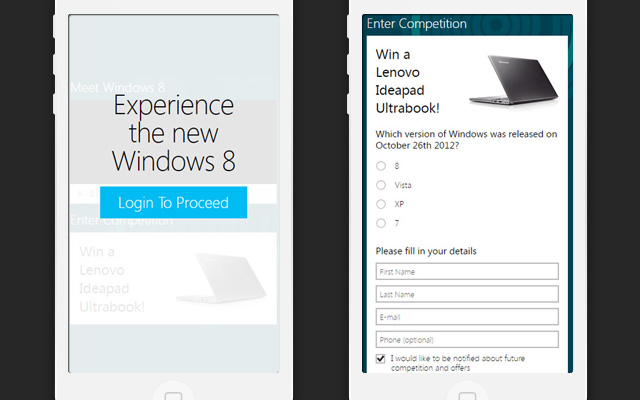 Meet Windows 8
Experience
the new
Windows 8
Login To Proceed
Enter Competition
Win a
Lenovo
Ideapad
Ultrabook!
Enter Competition
Win a
Lenovo
Ideapad
Ultrabook!
Which version of Windows was released on
October 26th 2012?
8
Vista
XP
7
Please fill in your details
First Name
Last Name
E-mail
Phone (optional)
I would like to be notified about future
competition and offers